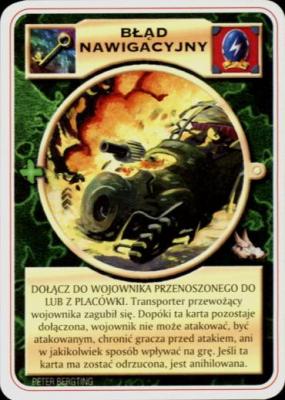 BŁĄD
NAWIGACYJNY
DOŁĄCZ DO WOJOWNIKA PRZENOSZONEGO DO
LUB Z PLACÓWKI. Transporter przewożący
wojownika zagubił się. Dopóki ta karta pozostaje
dołączona, wojownik nie może atakować, być
atakowanym, chronić gracza przed atakiem, ani
w jakikolwiek sposób wpływać na grę. Jeśli ta
karta ma zostać odrzucona, jest anihilowana.
PETER BERGTING